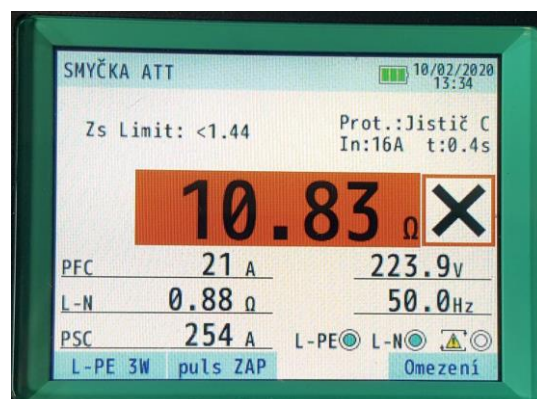 SMYČKA ATT
10/02/2020
13:34
Zs Limit: <1.44
Prot.:Jistič C
In:16A t:0.4s
10.83 Ω
PFC 21 A 223.9V
L-N 0.88 Ω 50.0Hz
PSC 254 A L-PE L-N
L-PE 3W puls ZAP Omezení